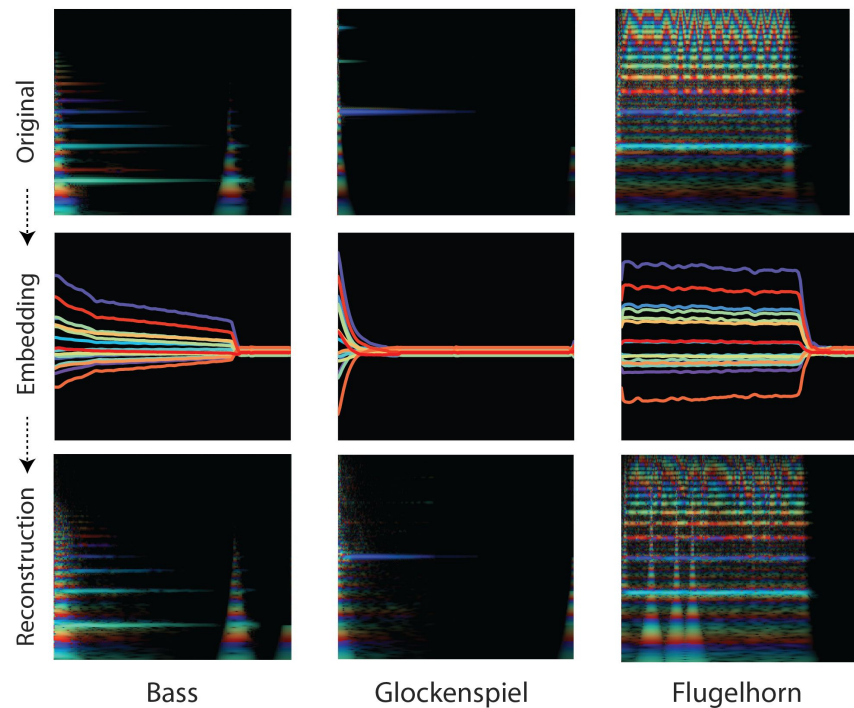 Original
Embedding
Reconstruction
Bass
Glockenspiel
Flugelhorn